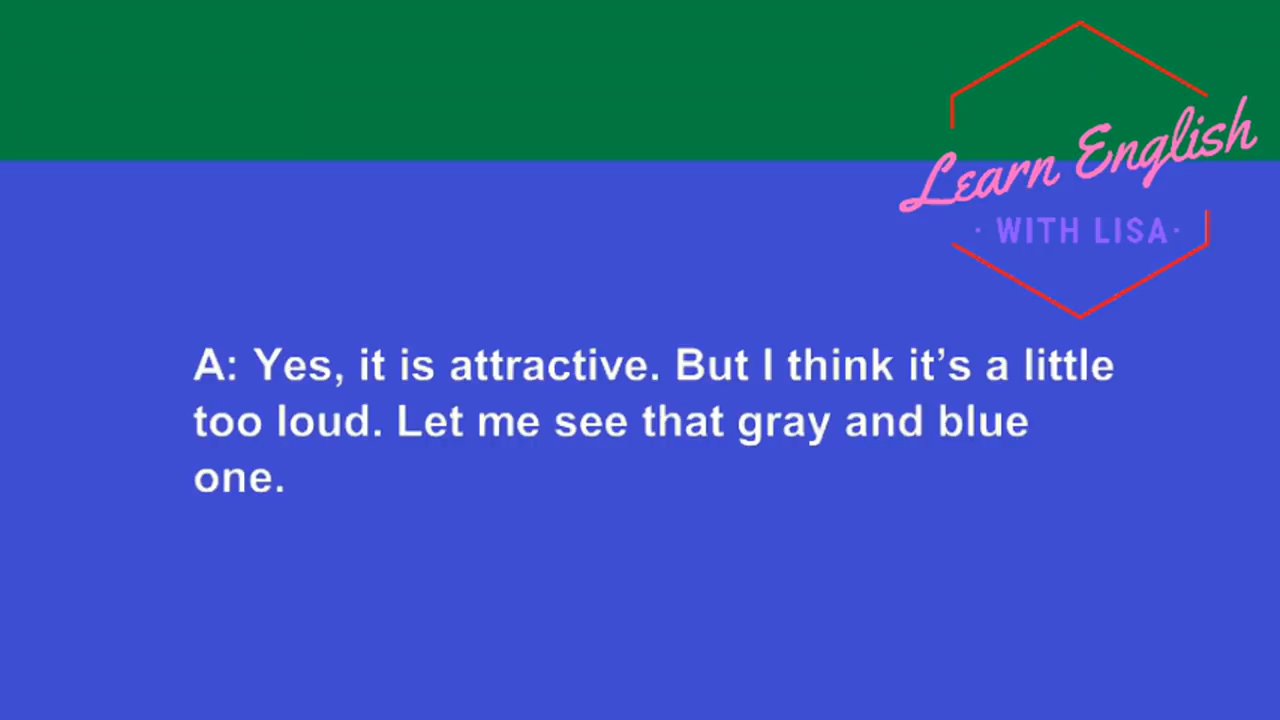 Learn English
· WITH LISA·
A: Yes, it is attractive. But I think it’s a little
too loud. Let me see that gray and blue
one.